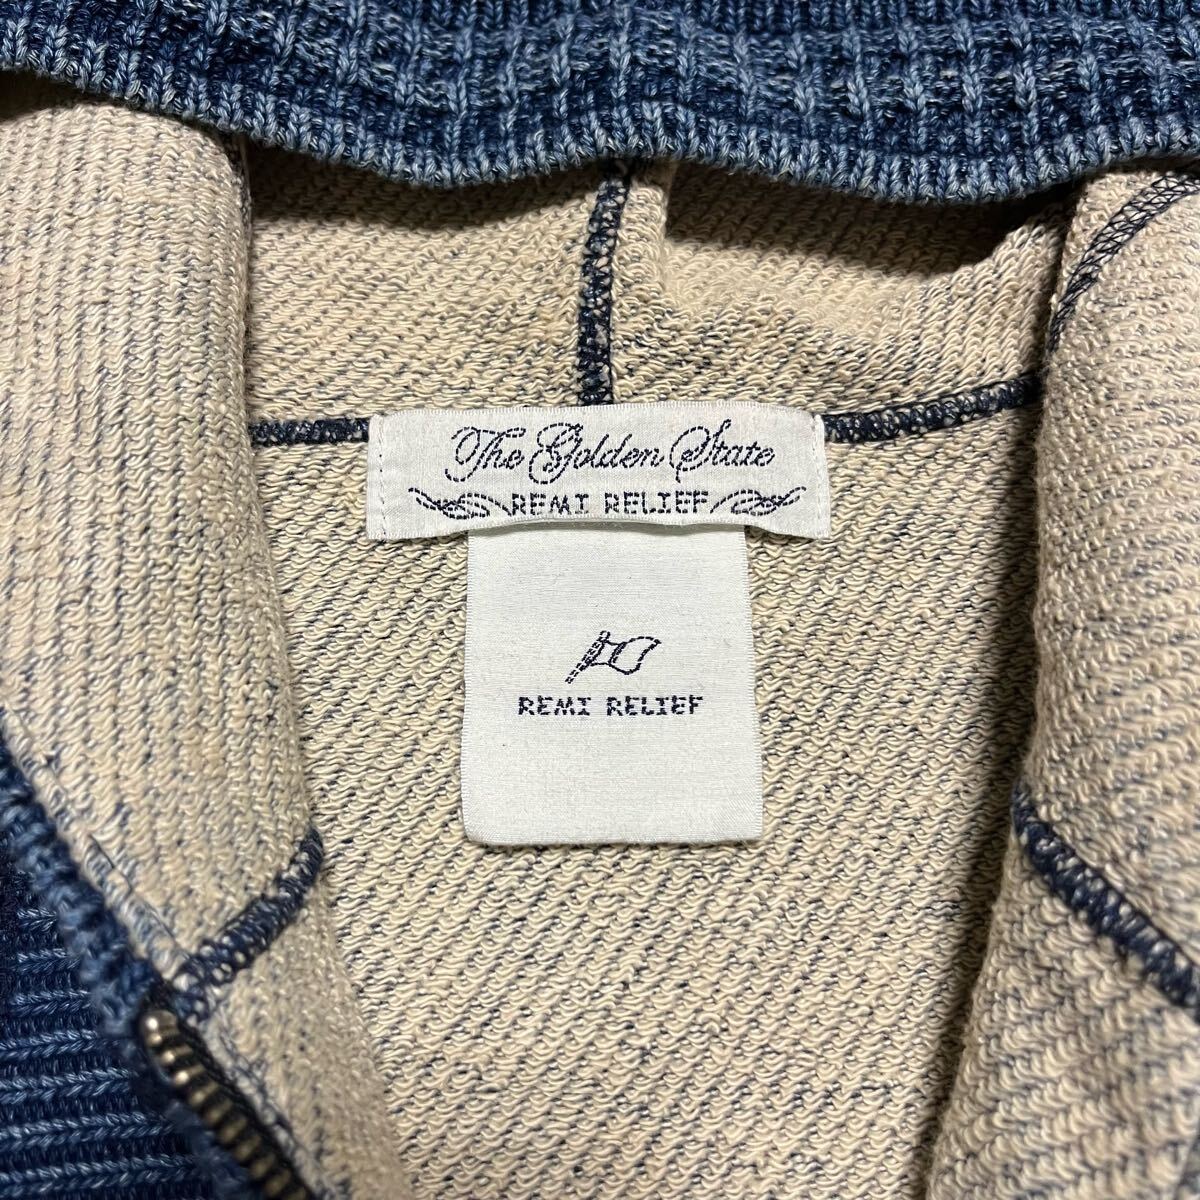 The Golden State
REMI RELIEF
REMI RELIEF